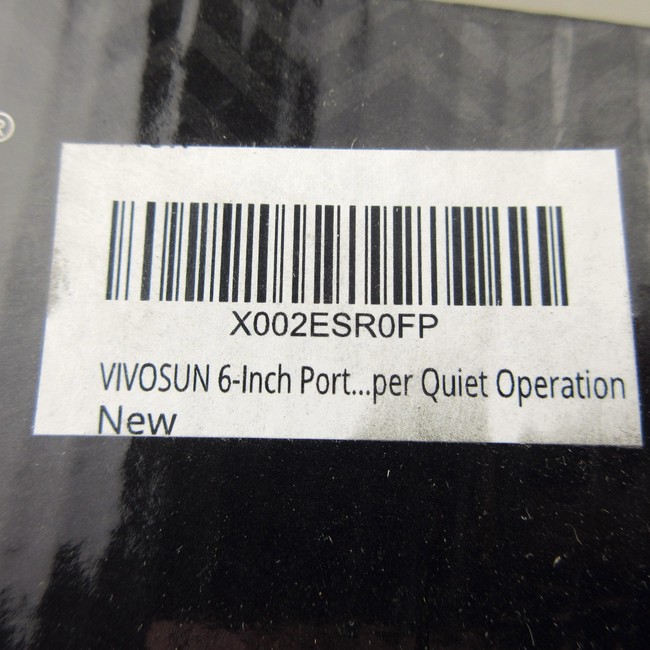 ®
X002ESR0FP
VIVOSUN 6-Inch Port...per Quiet Operation
New